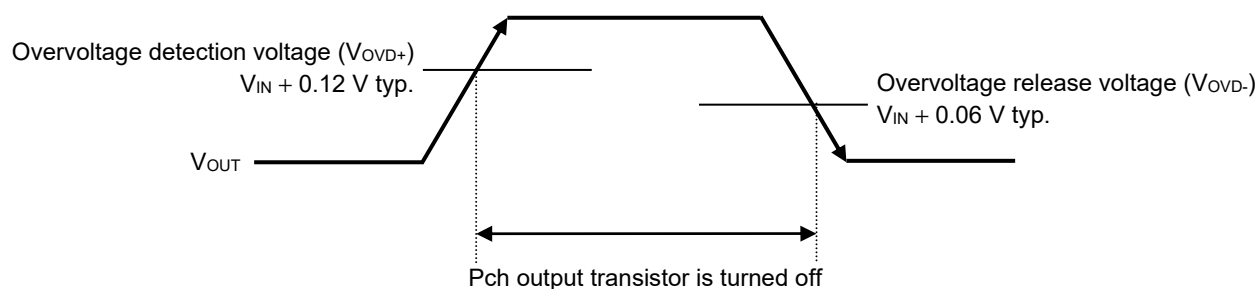 Overvoltage detection voltage (VOVD+)
VIN + 0.12 V typ.
Overvoltage release voltage (VOVD-)
VIN + 0.06 V typ.
VOUT
Pch output transistor is turned off